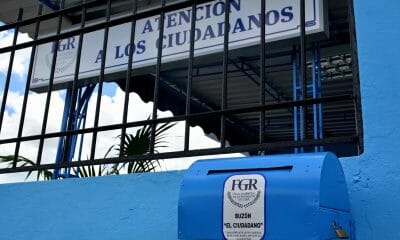 FGR
ATENCIÓN
A LOS CIUDADANOS
FGR
BUZÓN
"EL CIUDADANO"